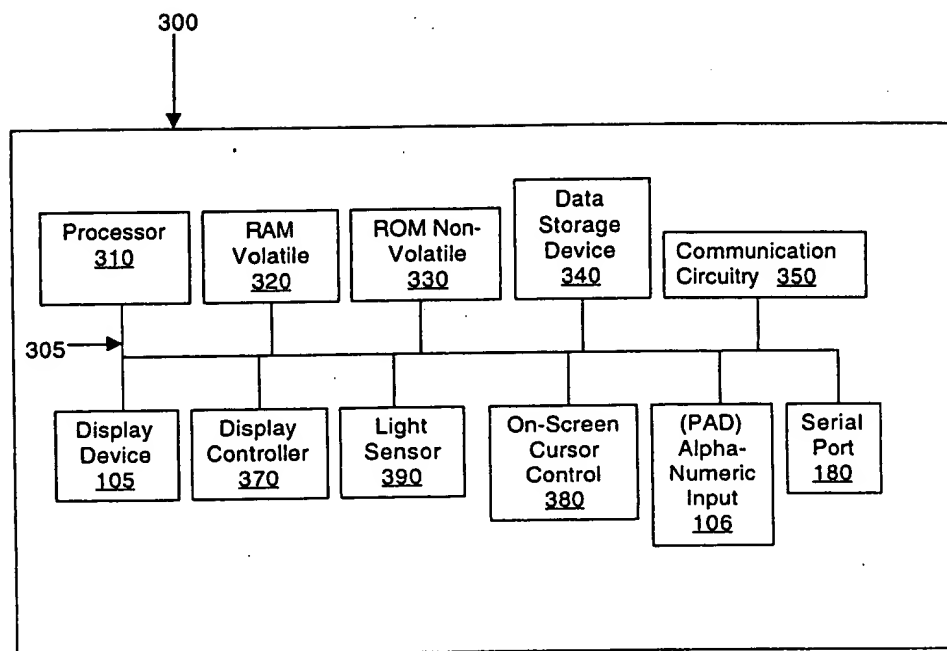 300
Processor
310
RAM
Volatile
320
ROM Non-
Volatile
330
Data
Storage
Device
340
Communication
Circuitry 350
305
Display
Device
105
Display
Controller
370
Light
Sensor
390
On-Screen
Cursor
Control
380
(PAD)
Alpha-
Numeric
Input
106
Serial
Port
180